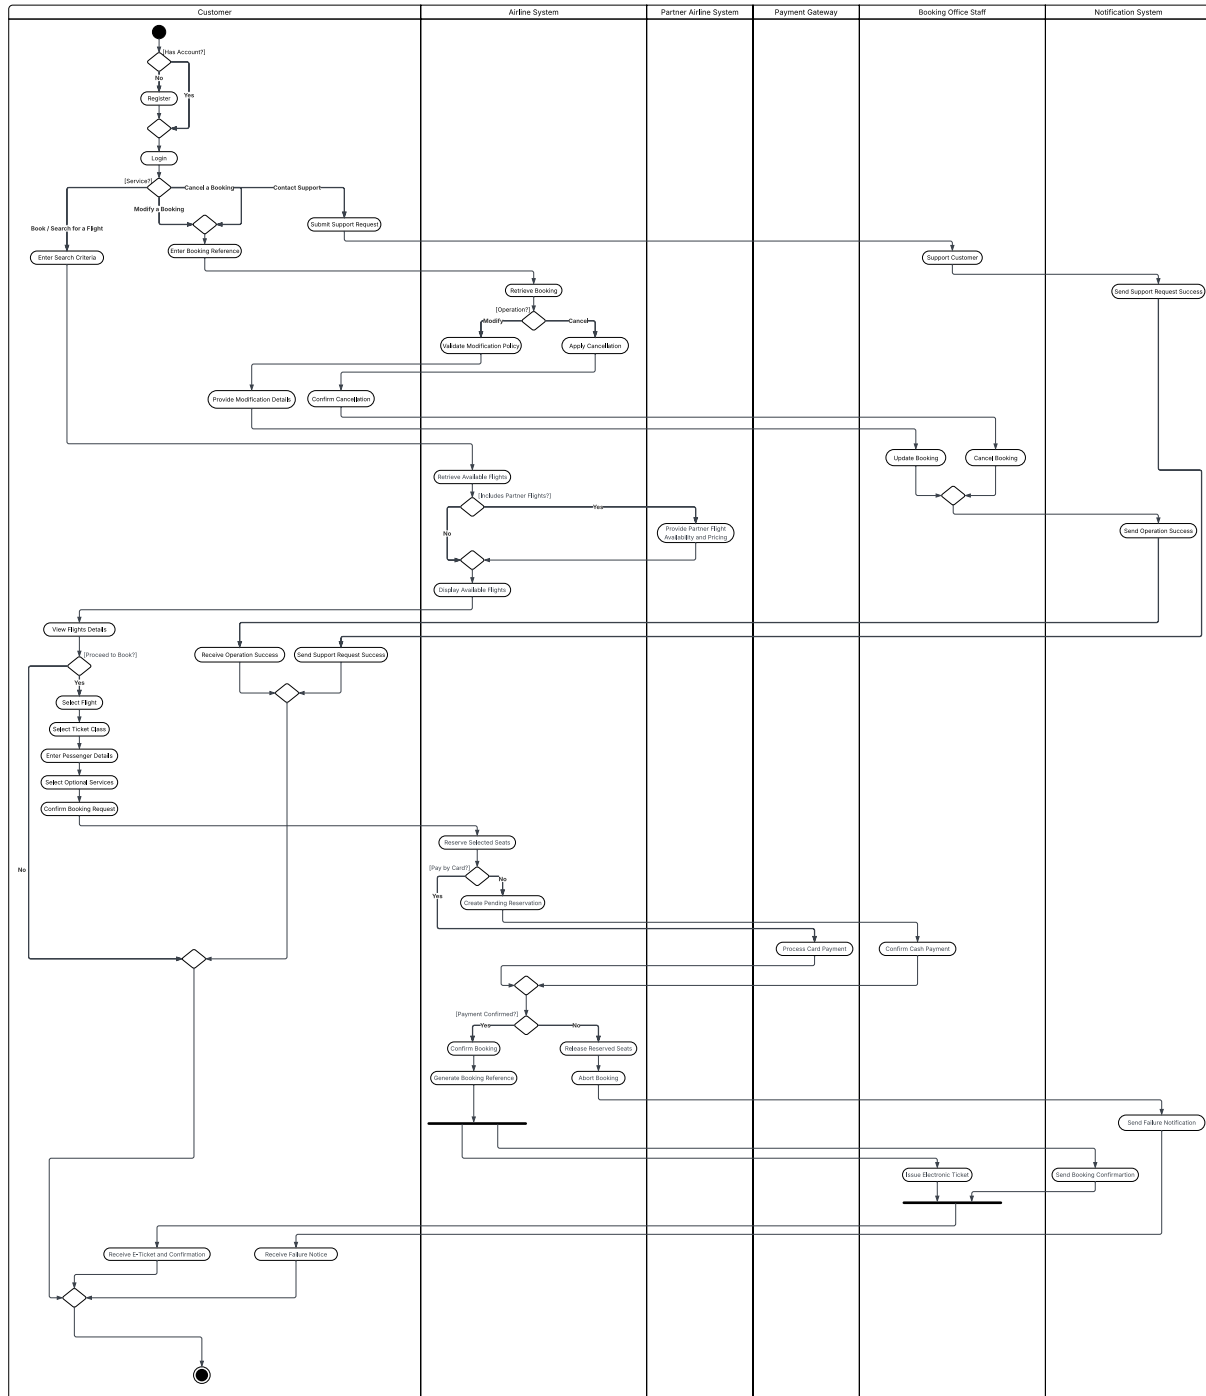 Customer
Airline System
Partner Airline System
Payment Gateway
Booking Office Staff
Notification System
[Has Account?]
No
Yes
Register
Login
[Service?]
Cancel a Booking
Contact Support
Modify a Booking
Book / Search for a Flight
Submit Support Request
Enter Booking Reference
Enter Search Criteria
Support Customer
Send Support Request Success
Retrieve Booking
[Operation?]
Modify
Cancel
Validate Modification Policy
Apply Cancellation
Provide Modification Details
Confirm Cancellation
Update Booking
Cancel Booking
Retrieve Available Flights
[Includes Partner Flights?]
Yes
No
Provide Partner Flight
Availability and Pricing
Send Operation Success
Display Available Flights
View Flights Details
[Proceed to Book?]
Receive Operation Success
Send Support Request Success
Yes
Select Flight
Select Ticket Class
Enter Pessenger Details
Select Optional Services
Confirm Booking Request
Reserve Selected Seats
No
[Pay by Card?]
No
Yes
Create Pending Reservation
Process Card Payment
Confirm Cash Payment
[Payment Confirmed?]
Yes
No
Confirm Booking
Release Reserved Seats
Generate Booking Reference
Abort Booking
Send Failure Notification
Issue Electronic Ticket
Send Booking Confirmartion
Receive E-Ticket and Confirmation
Receive Failure Notice